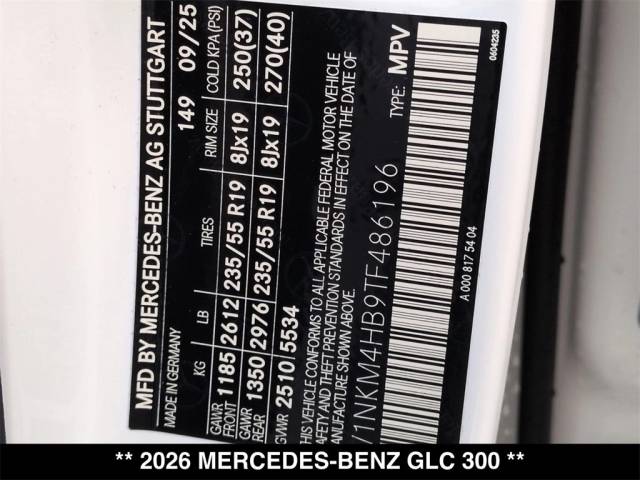 MFD BY MERCEDES-BENZ AG STUTTGART
MADE IN GERMANY 149 09/25
KG LB TIRES RIM SIZE COLD KPA (PSI)
GAWR FRONT 1185 2612 235/55 R19 8Jx19 250(37)
GAWR REAR 1350 2976 235/55 R19 8Jx19 270(40)
GVWR 2510 5534
THIS VEHICLE CONFORMS TO ALL APPLICABLE FEDERAL MOTOR VEHICLE
SAFETY AND THEFT PREVENTION STANDARDS IN EFFECT ON THE DATE OF
MANUFACTURE SHOWN ABOVE.
1NKM4HB9TF486196 TYPE: MPV
A 000 817 54 04
0604235
** 2026 MERCEDES-BENZ GLC 300 **